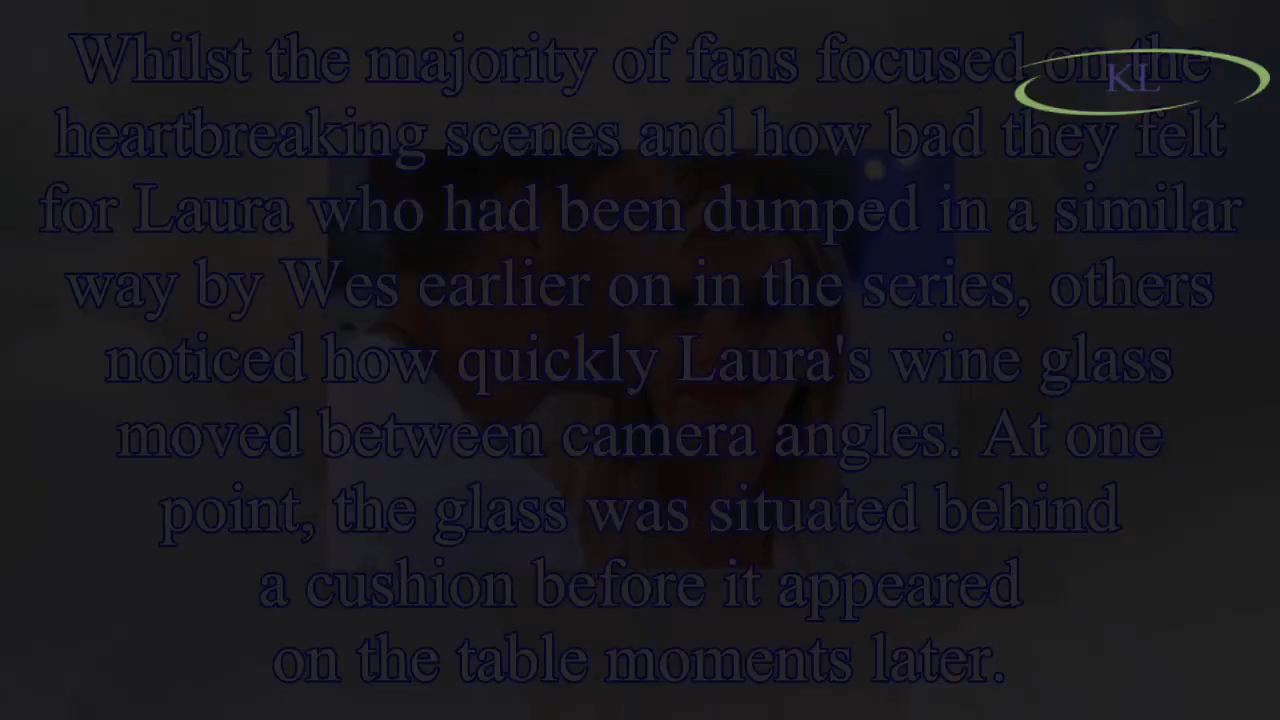 Whilst the majority of fans focused on the
KL
heartbreaking scenes and how bad they felt
for Laura who had been dumped in a similar
way by Wes earlier on in the series, others
noticed how quickly Laura's wine glass
moved between camera angles. At one
point, the glass was situated behind
a cushion before it appeared
on the table moments later.